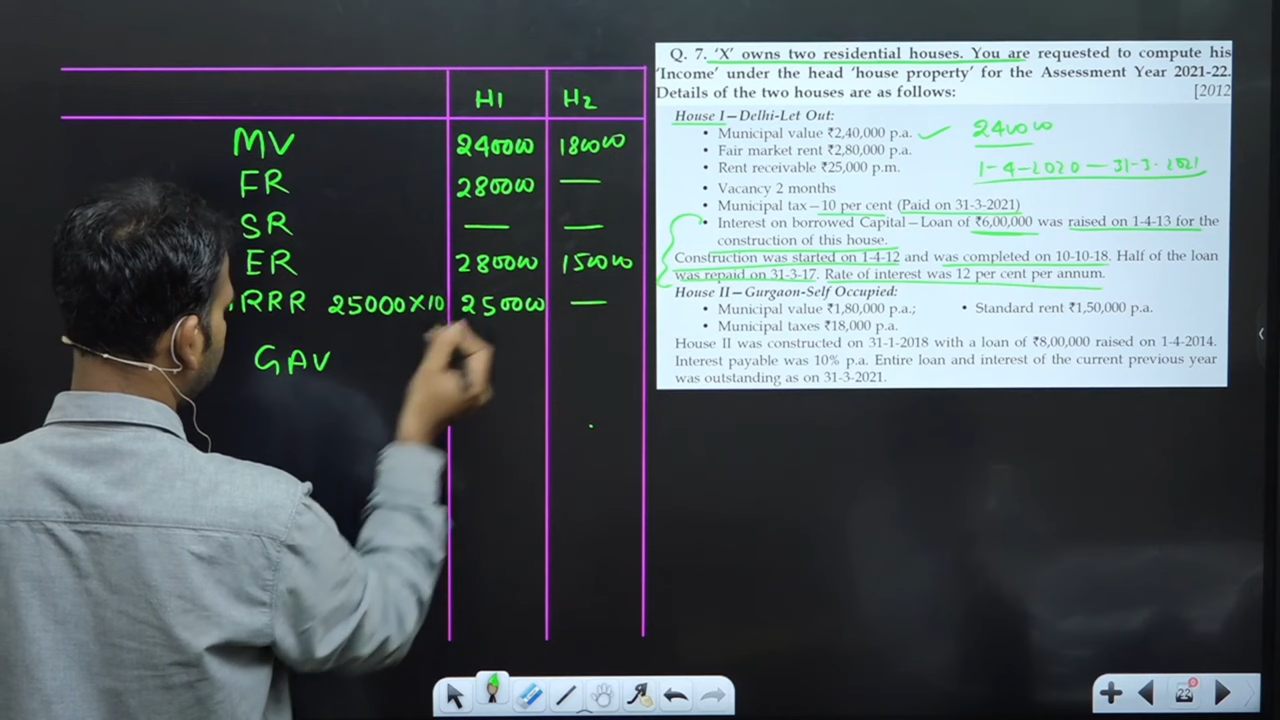 H1 H2
MV 240000 180000
FR 280000 —
SR — —
ER 280000 150000
RRR 25000×10 250000 —
GAV
Q. 7. ‘X’ owns two residential houses. You are requested to compute his
‘Income’ under the head ‘house property’ for the Assessment Year 2021-22.
Details of the two houses are as follows: [2012
House I—Delhi-Let Out:
• Municipal value ₹2,40,000 p.a. ✓ 240000
• Fair market rent ₹2,80,000 p.a.
• Rent receivable ₹25,000 p.m. 1-4-2020 — 31-3-2021
• Vacancy 2 months
• Municipal tax—10 per cent (Paid on 31-3-2021)
• Interest on borrowed Capital—Loan of ₹6,00,000 was raised on 1-4-13 for the
construction of this house.
Construction was started on 1-4-12 and was completed on 10-10-18. Half of the loan
was repaid on 31-3-17. Rate of interest was 12 per cent per annum.
House II—Gurgaon-Self Occupied:
• Municipal value ₹1,80,000 p.a.; • Standard rent ₹1,50,000 p.a.
• Municipal taxes ₹18,000 p.a.
House II was constructed on 31-1-2018 with a loan of ₹8,00,000 raised on 1-4-2014.
Interest payable was 10% p.a. Entire loan and interest of the current previous year
was outstanding as on 31-3-2021.
22